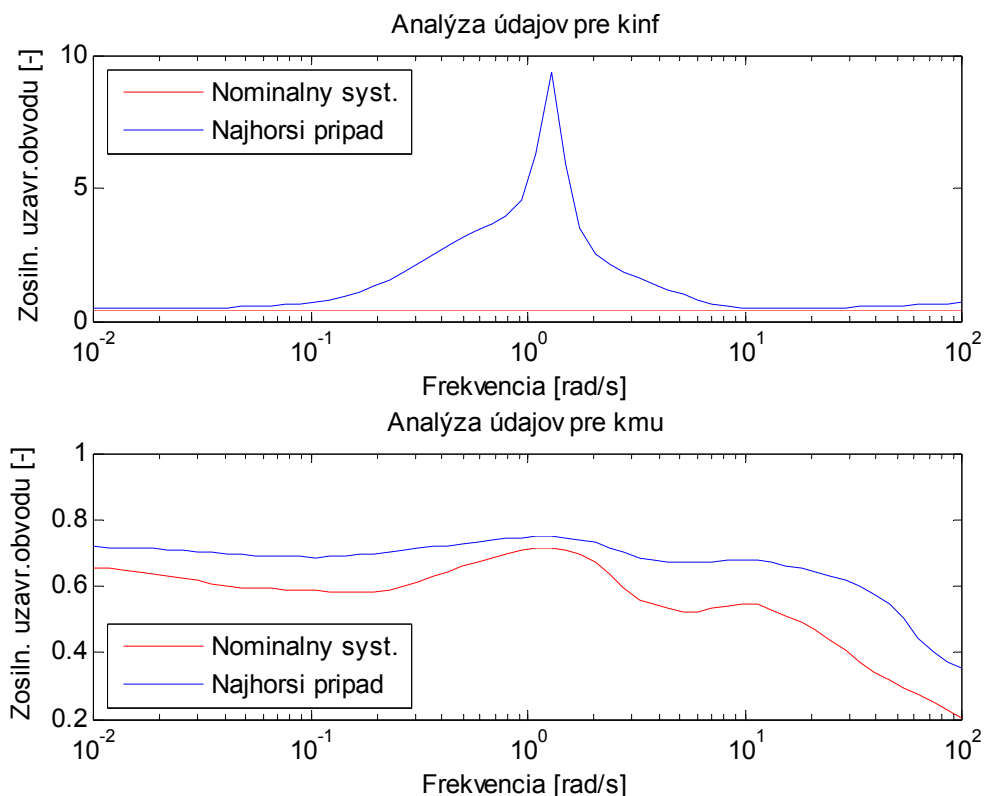 Analýza údajov pre kinf
Zosiln. uzavr.obvodu [-]
10
5
0
Nominalny syst.
Najhorsi pripad
10^-2
10^-1
10^0
10^1
10^2
Frekvencia [rad/s]
Analýza údajov pre kmu
Zosiln. uzavr.obvodu [-]
1
0.8
0.6
0.4
0.2
Nominalny syst.
Najhorsi pripad
10^-2
10^-1
10^0
10^1
10^2
Frekvencia [rad/s]